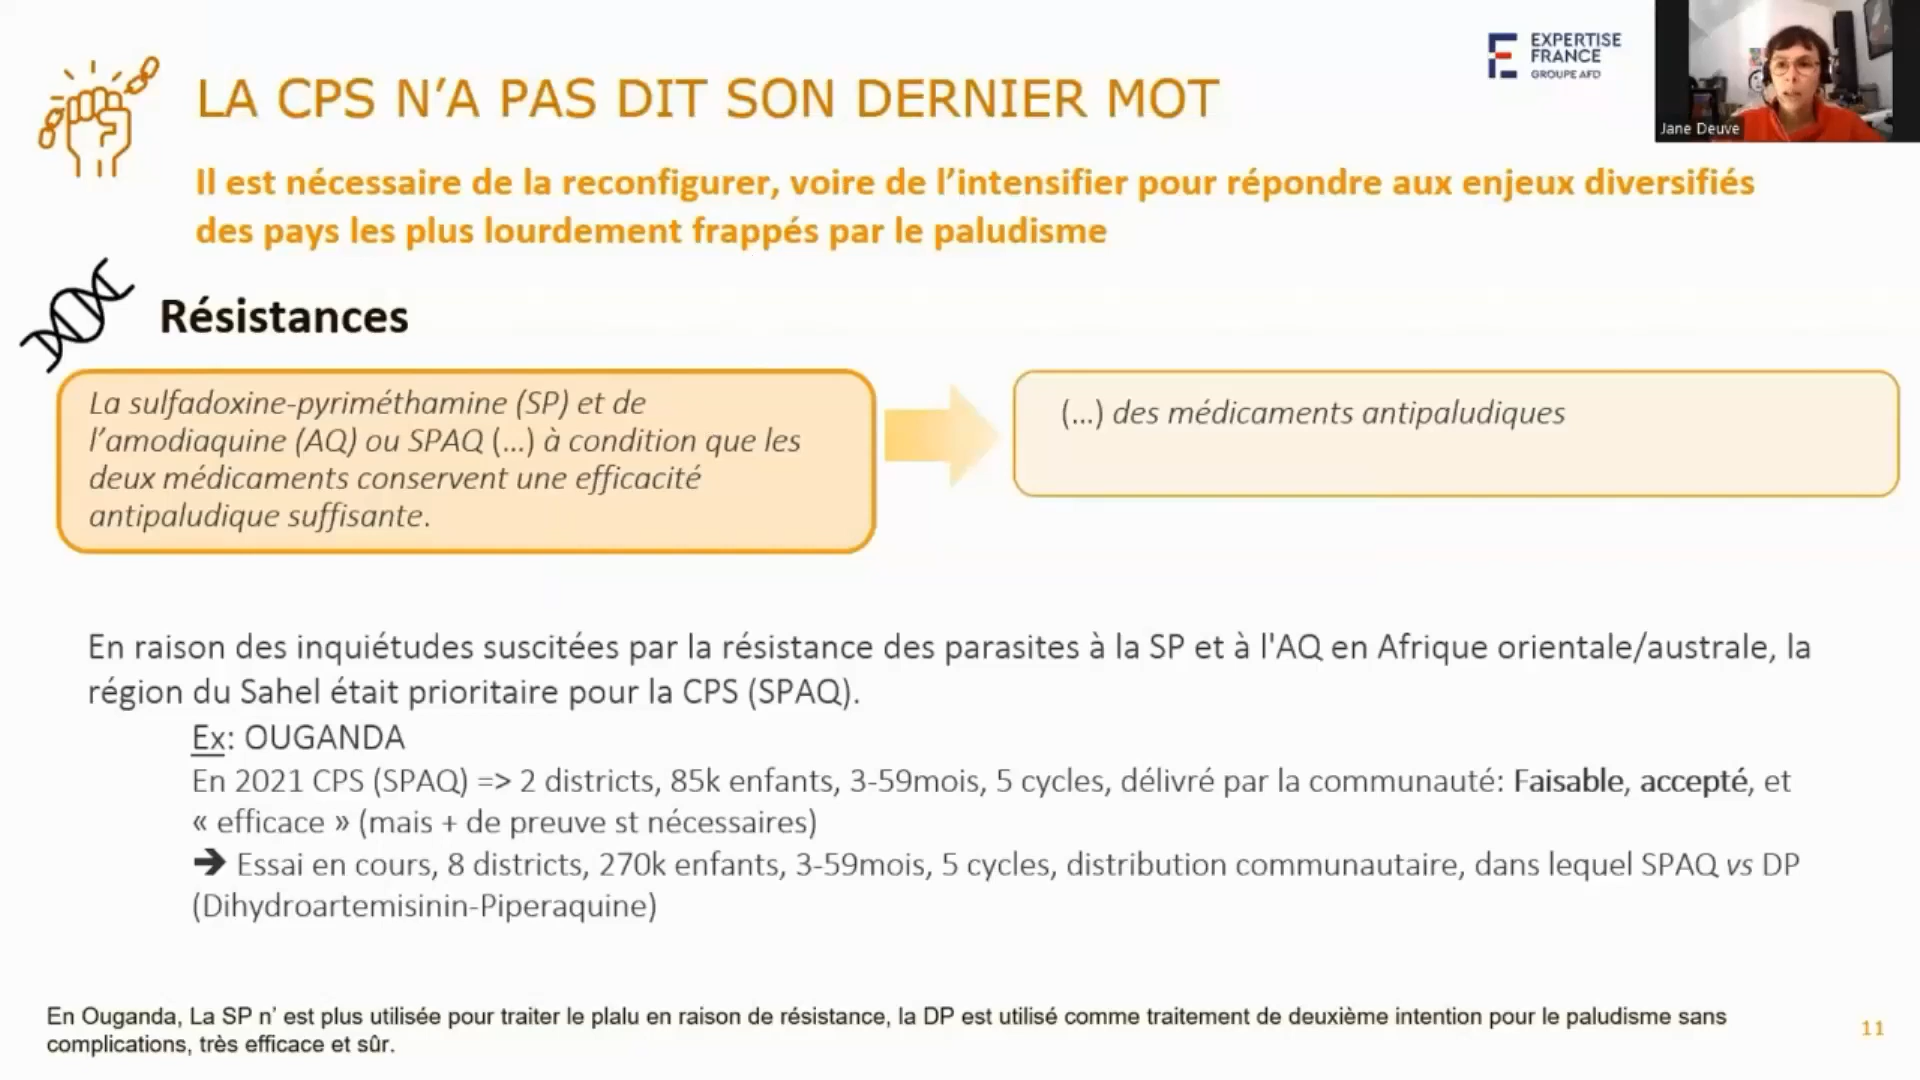 LA CPS N’A PAS DIT SON DERNIER MOT
EXPERTISE
FRANCE
GROUPE AFD
Jane Deuve
Il est nécessaire de la reconfigurer, voire de l’intensifier pour répondre aux enjeux diversifiés
des pays les plus lourdement frappés par le paludisme
Résistances
La sulfadoxine-pyriméthamine (SP) et de
l’amodiaquine (AQ) ou SPAQ (...) à condition que les
deux médicaments conservent une efficacité
antipaludique suffisante.
(...) des médicaments antipaludiques
En raison des inquiétudes suscitées par la résistance des parasites à la SP et à l'AQ en Afrique orientale/australe, la
région du Sahel était prioritaire pour la CPS (SPAQ).
Ex: OUGANDA
En 2021 CPS (SPAQ) => 2 districts, 85k enfants, 3-59mois, 5 cycles, délivré par la communauté: Faisable, accepté, et
« efficace » (mais + de preuve st nécessaires)
➔ Essai en cours, 8 districts, 270k enfants, 3-59mois, 5 cycles, distribution communautaire, dans lequel SPAQ vs DP
(Dihydroartemisinin-Piperaquine)
En Ouganda, La SP n’ est plus utilisée pour traiter le plalu en raison de résistance, la DP est utilisé comme traitement de deuxième intention pour le paludisme sans
complications, très efficace et sûr.
11